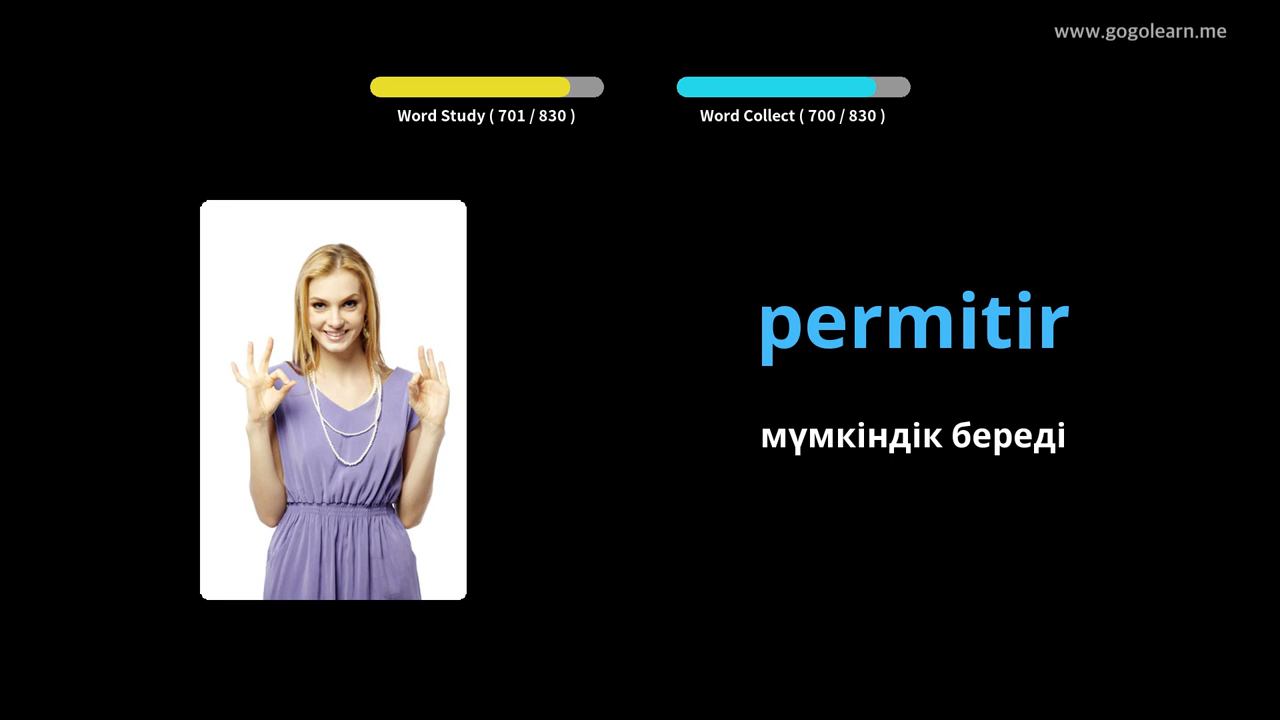 www.gogolearn.me
Word Study ( 701 / 830 )
Word Collect ( 700 / 830 )
permitir
мүмкіндік береді